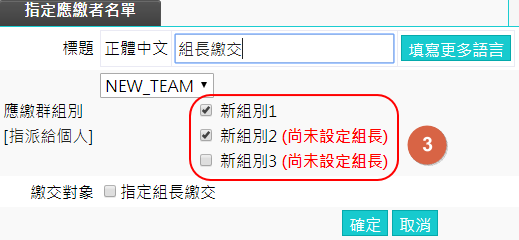 指定應繳者名單
標題 正體中文 組長繳交 填寫更多語言
NEW_TEAM
應繳群組別
[指派給個人]
新組別1
新組別2 (尚未設定組長)
新組別3 (尚未設定組長)
3
繳交對象 指定組長繳交
確定 取消